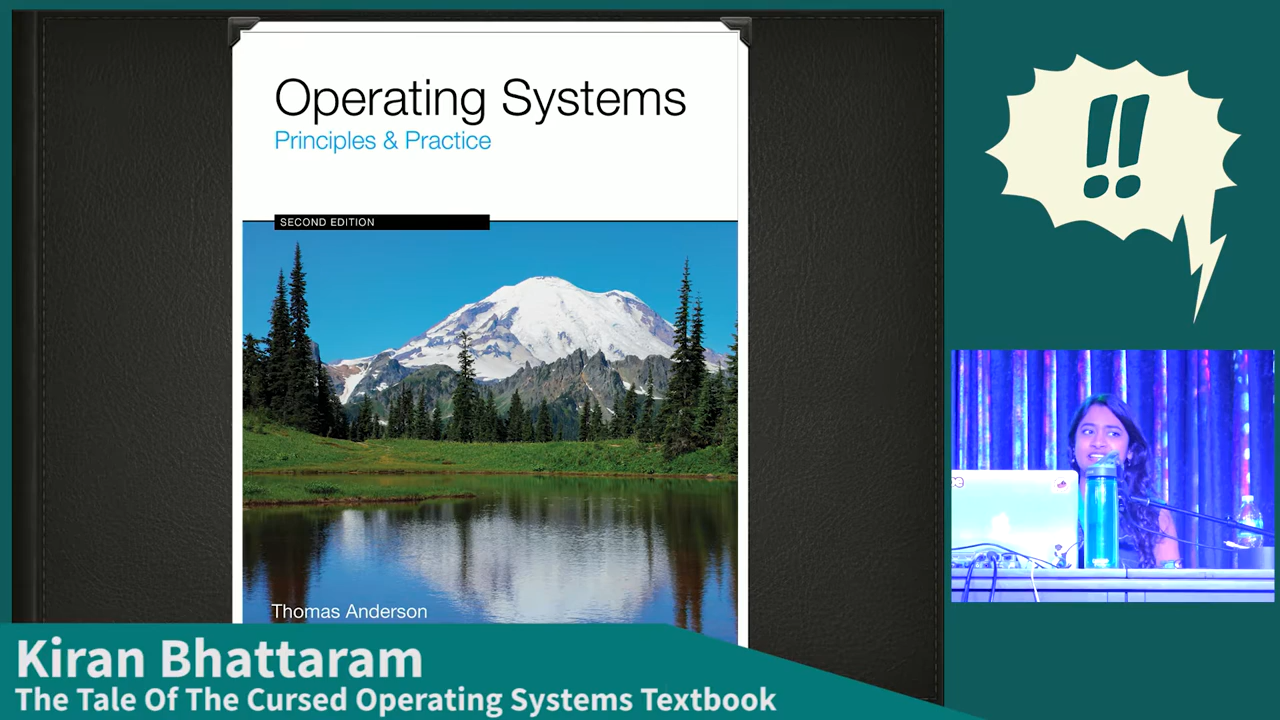 Operating Systems
Principles & Practice
SECOND EDITION
Thomas Anderson
!!
Kiran Bhattaram
The Tale Of The Cursed Operating Systems Textbook